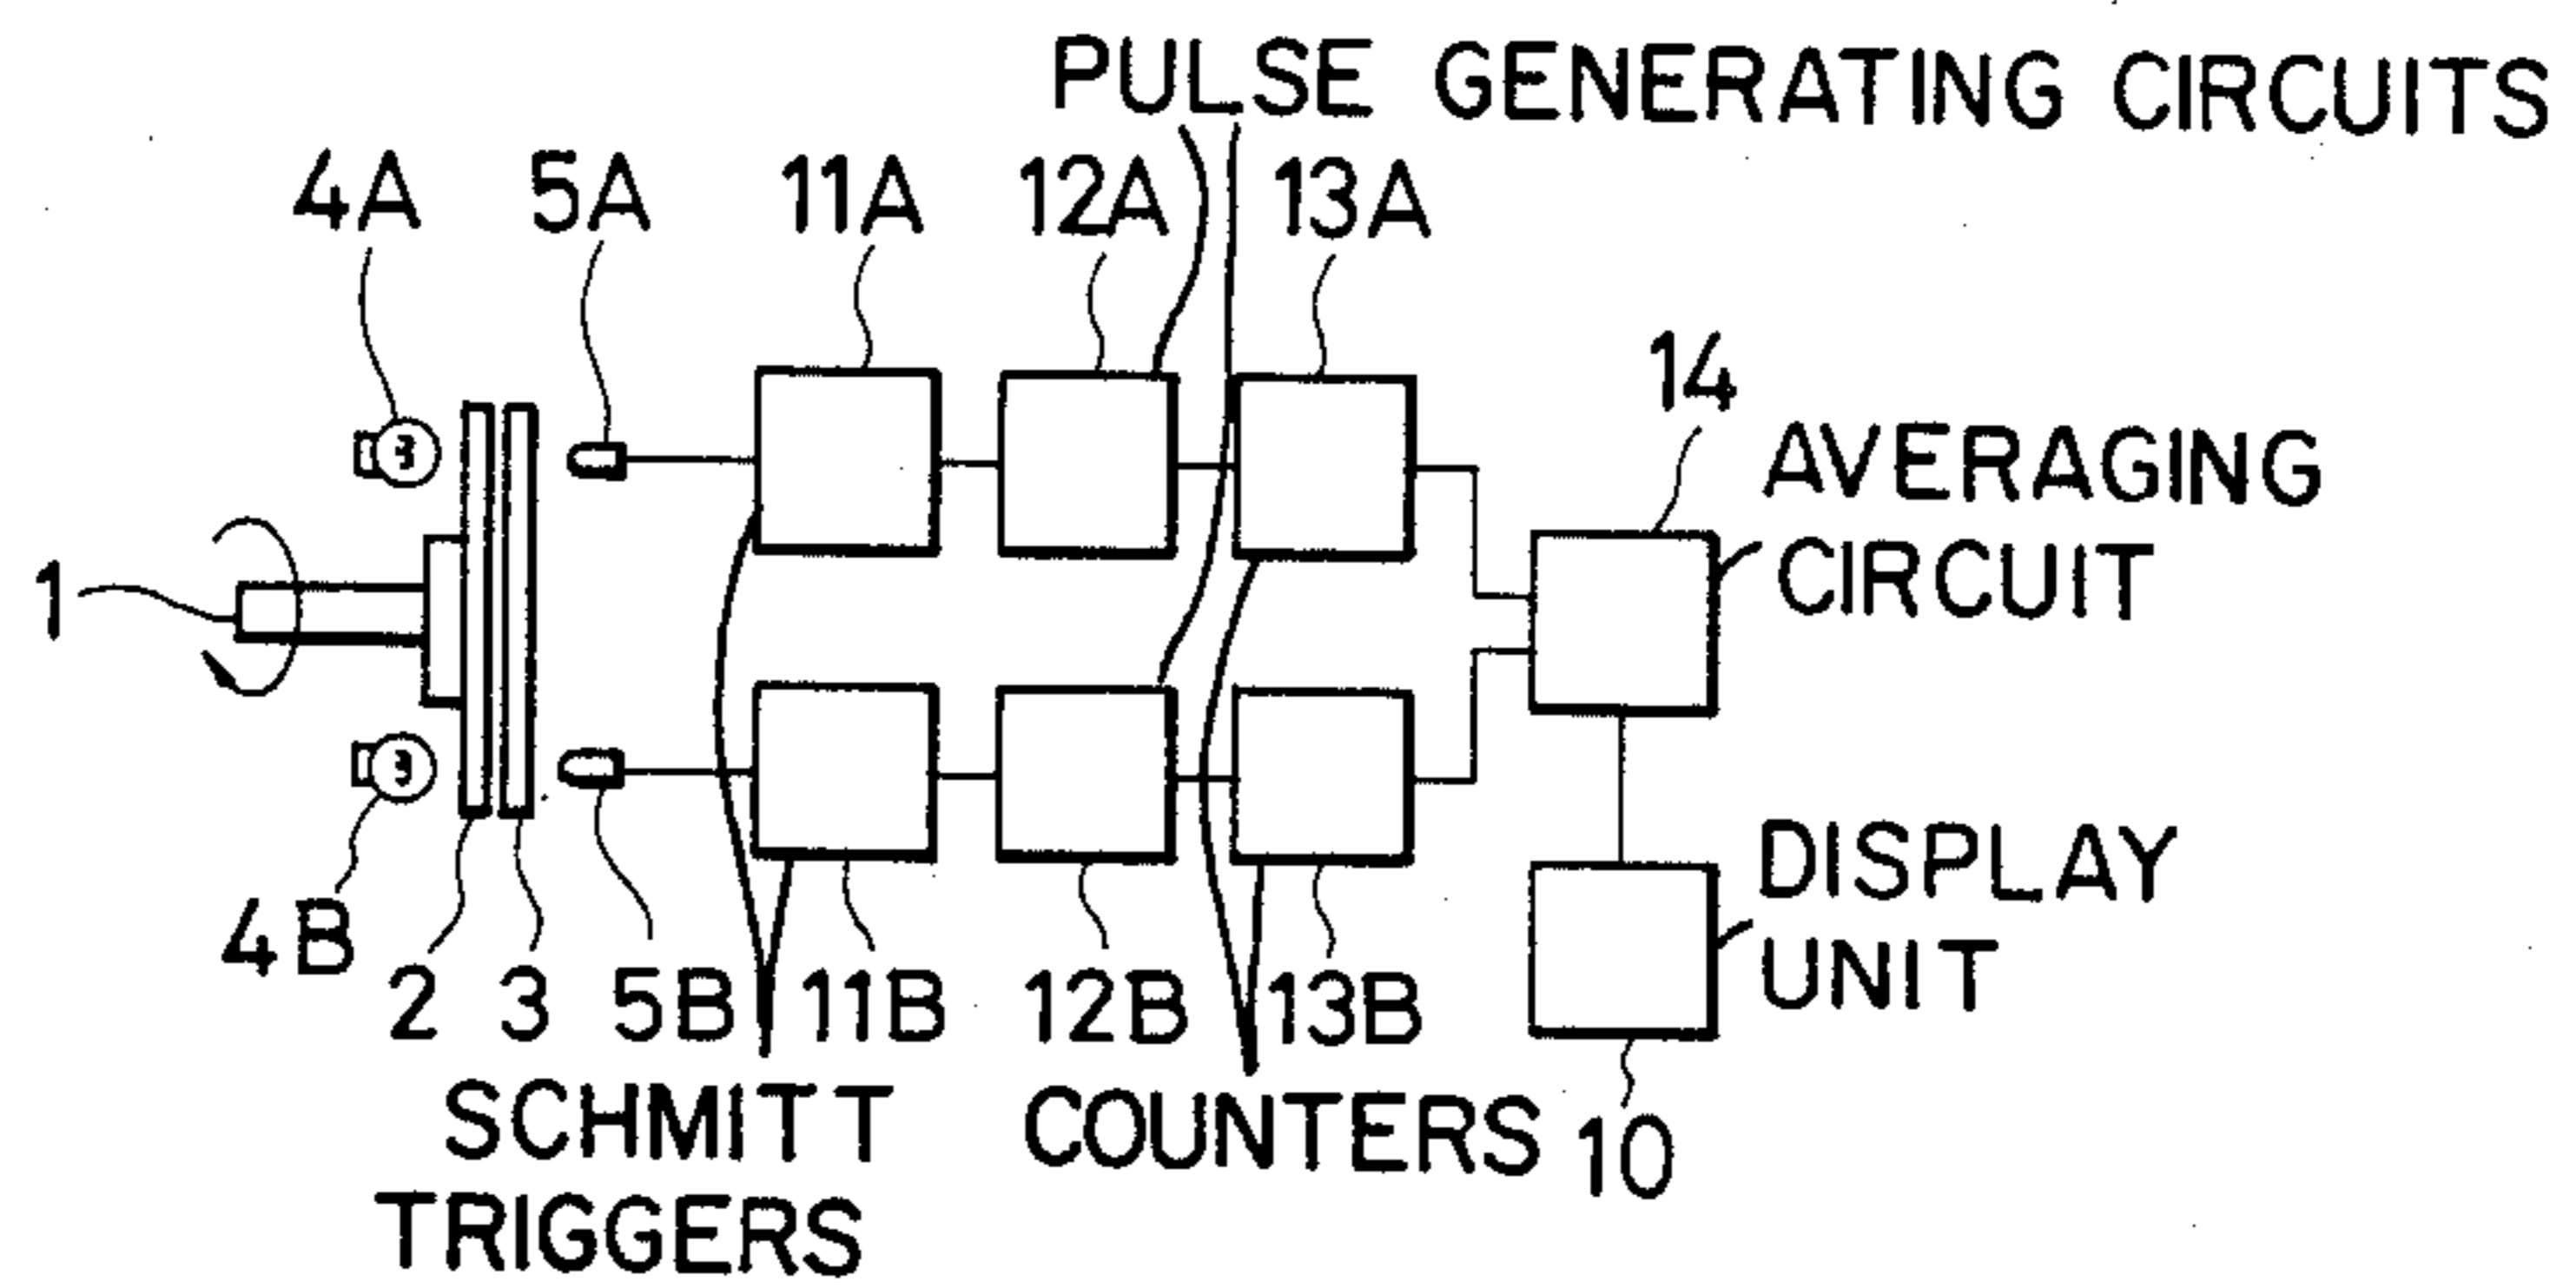 PULSE GENERATING CIRCUITS
4A 5A 11A 12A 13A
14
AVERAGING
CIRCUIT
1
DISPLAY
UNIT
4B 2 3 5B 11B 12B 13B
SCHMITT
TRIGGERS
COUNTERS
10